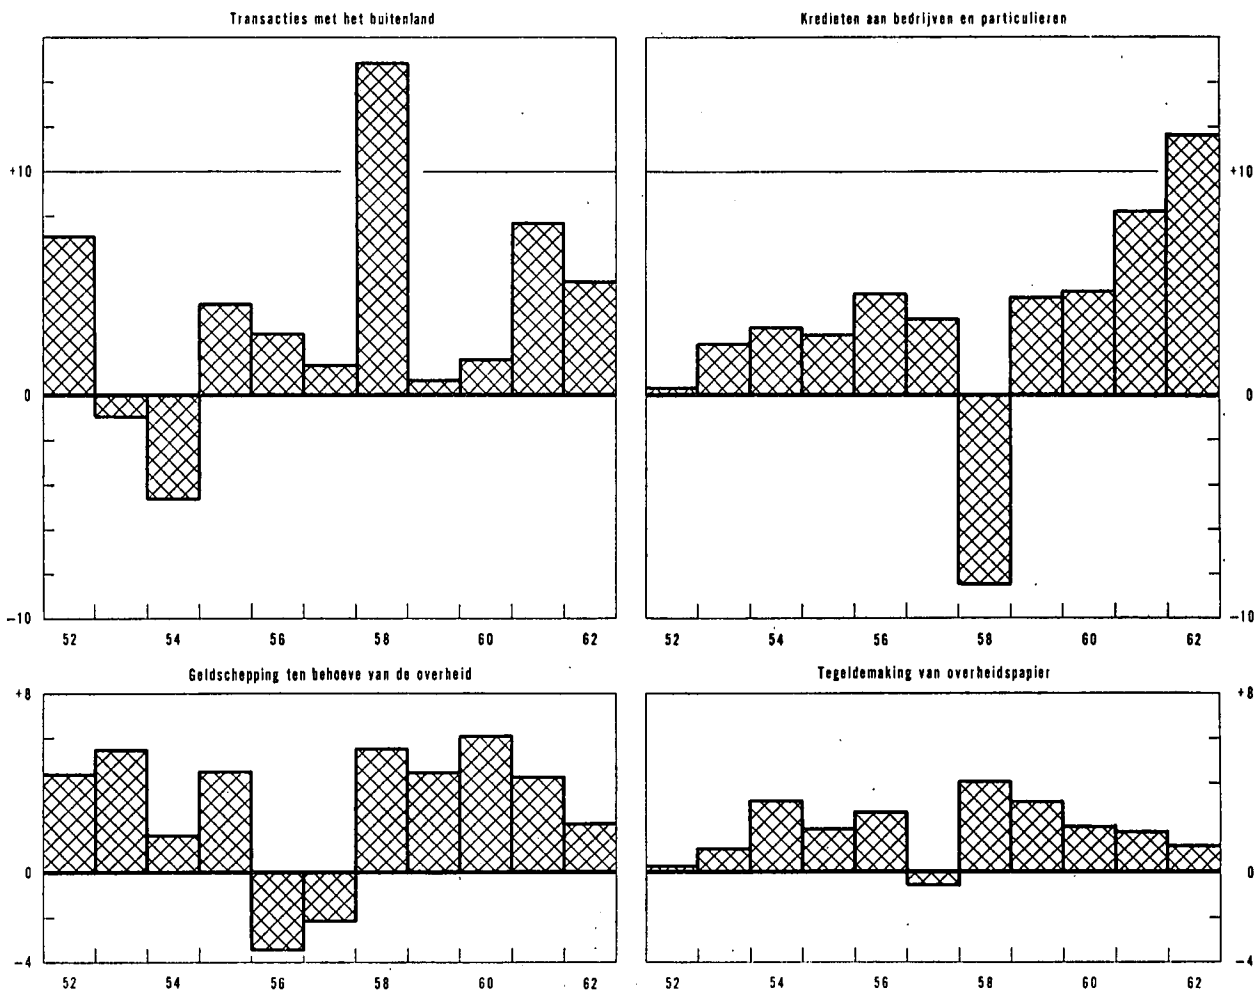 Transacties met het buitenland
+10
0
-10
52 54 56 58 60 62
Kredieten aan bedrijven en particulieren
+10
0
-10
52 54 56 58 60 62
Geldschepping ten behoeve van de overheid
+8
0
-4
52 54 56 58 60 62
Tegeldemaking van overheidspapier
+8
0
-4
52 54 56 58 60 62